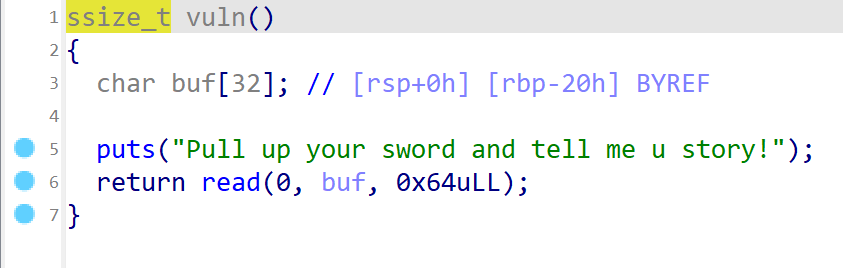 1 ssize_t vuln()
2 {
3 char buf[32]; // [rsp+0h] [rbp-20h] BYREF
4
5 puts("Pull up your sword and tell me u story!");
6 return read(0, buf, 0x64uLL);
7 }